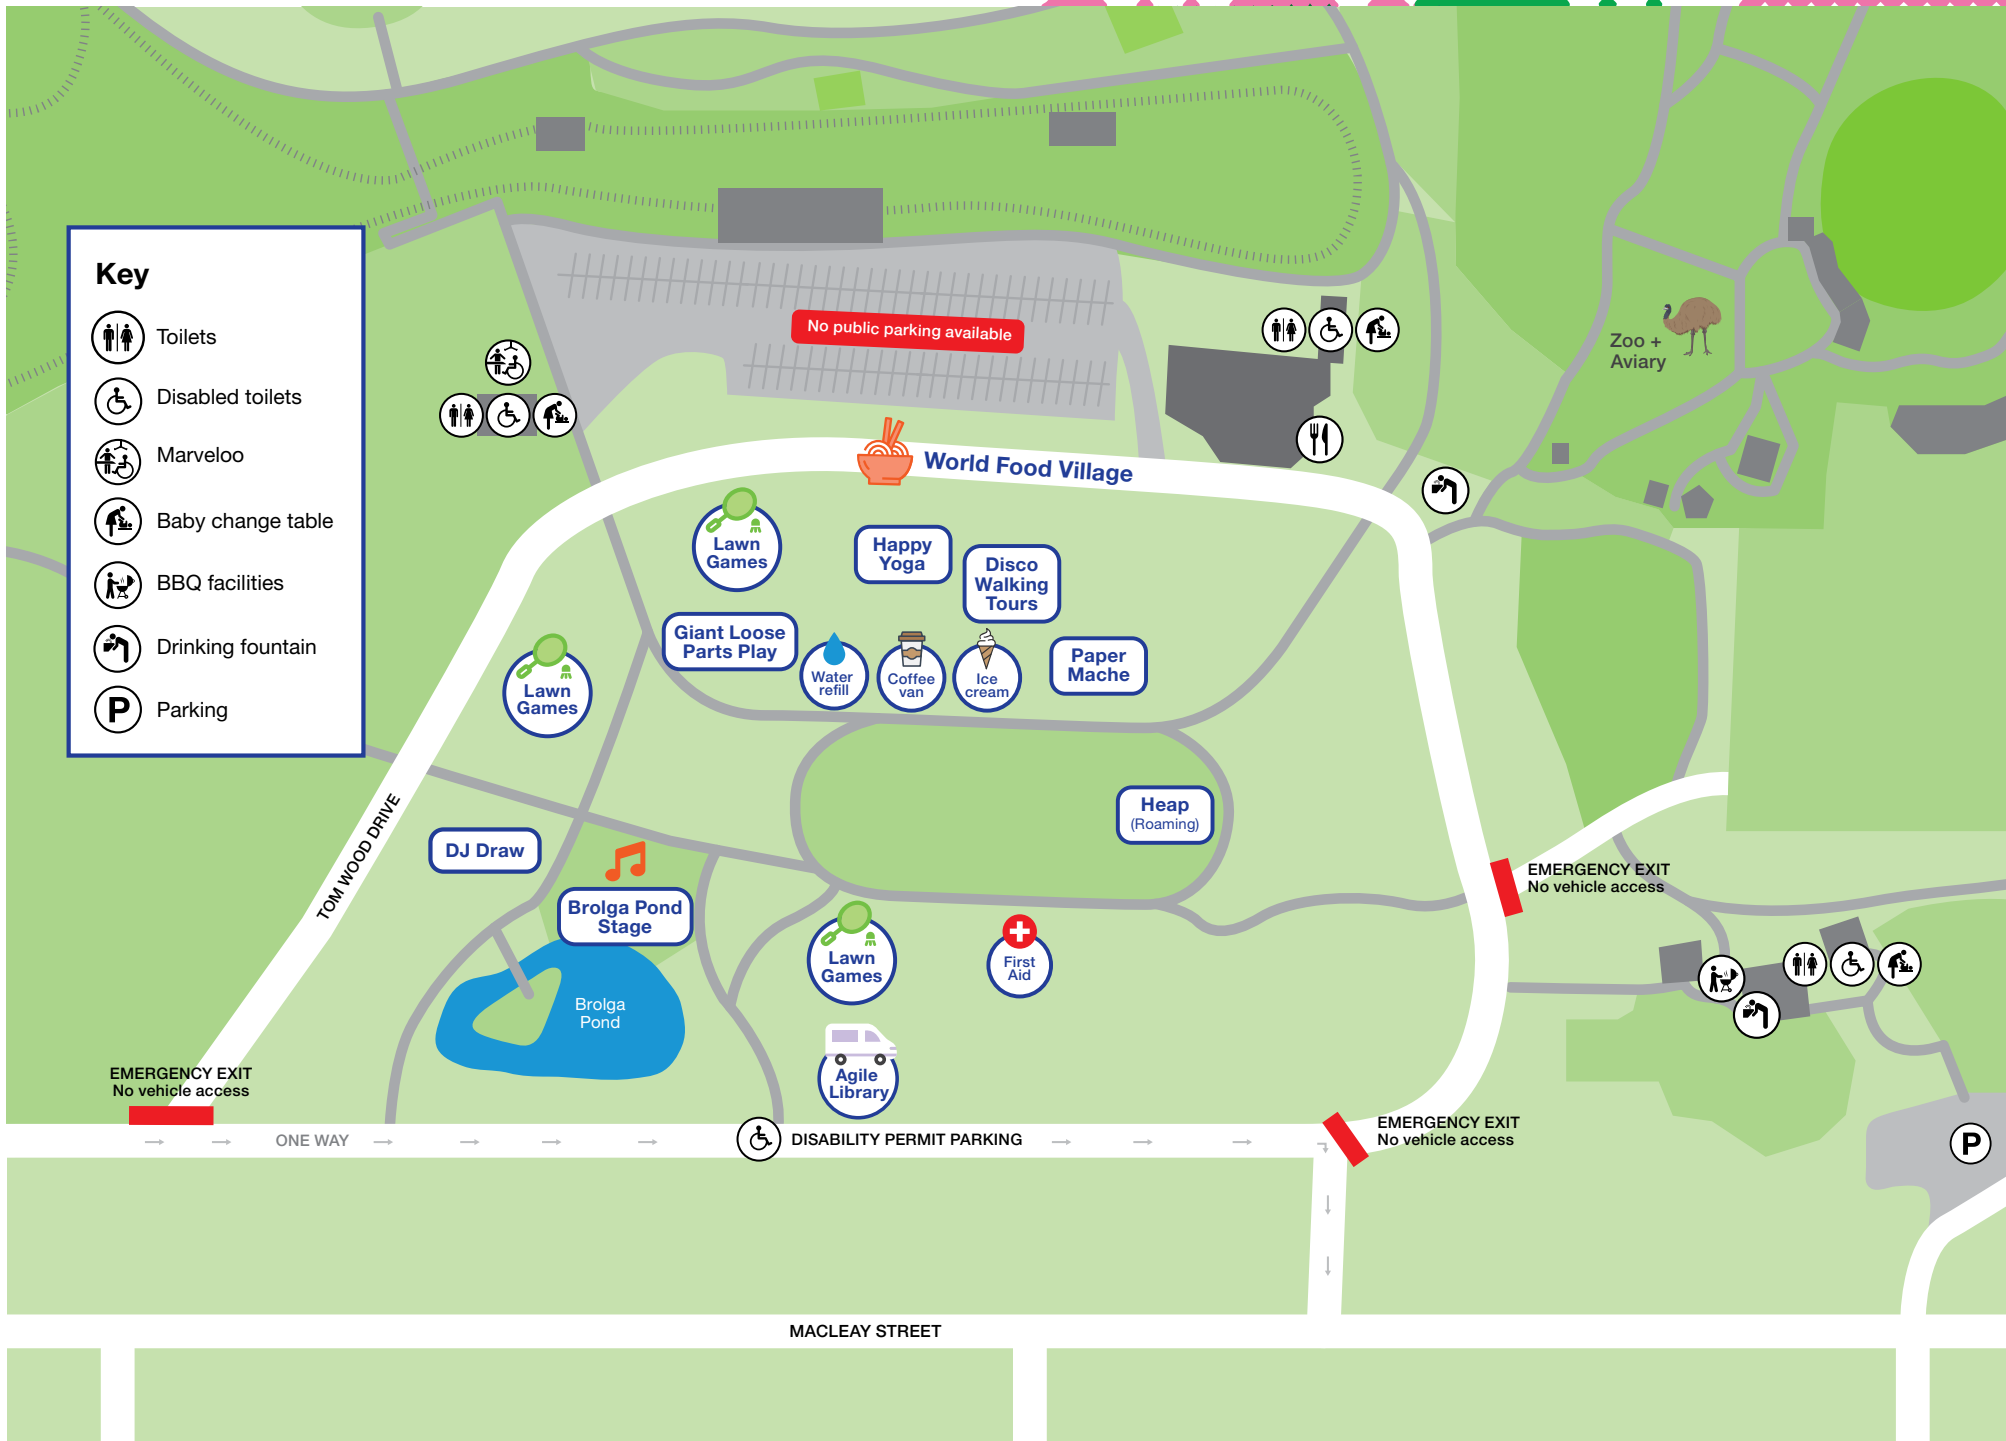 Key
Toilets
Disabled toilets
Marveloo
Baby change table
BBQ facilities
Drinking fountain
P
Parking
No public parking available
Zoo +
Aviary
World Food Village
Lawn
Games
Happy
Yoga
Disco
Walking
Tours
Giant Loose
Parts Play
Water
refill
Coffee
van
Ice
cream
Paper
Mache
Lawn
Games
TOM WOOD DRIVE
Heap
(Roaming)
DJ Draw
Brolga Pond
Stage
EMERGENCY EXIT
No vehicle access
Lawn
Games
First
Aid
Brolga
Pond
Agile
Library
EMERGENCY EXIT
No vehicle access
ONE WAY
DISABILITY PERMIT PARKING
EMERGENCY EXIT
No vehicle access
P
MACLEAY STREET